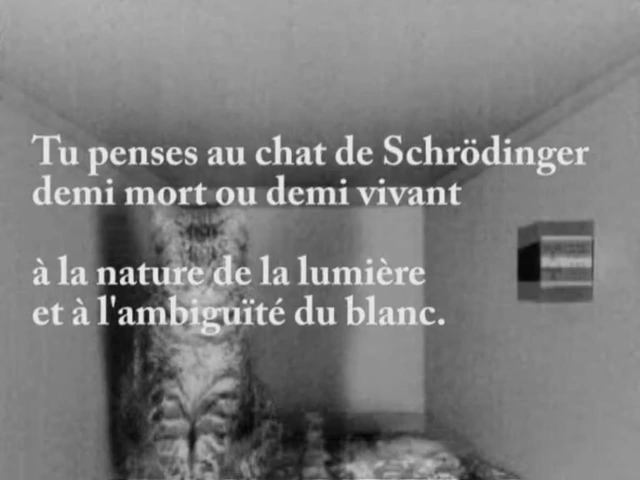 Tu penses au chat de Schrödinger
demi mort ou demi vivant
à la nature de la lumière
et à l'ambiguïté du blanc.